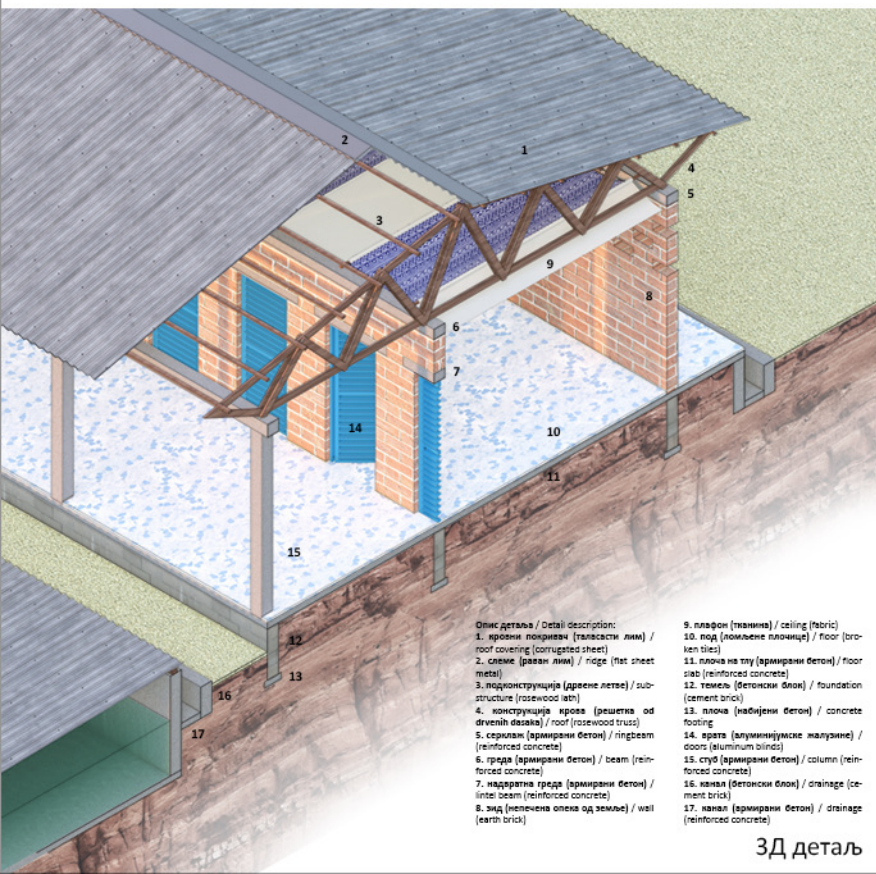 1
2
3
4
5
6
7
8
9
10
11
12
13
14
15
16
17
Опис детаља / Detail description:
1. кровни покривач (таласасти лим) /
roof covering (corrugated sheet)
2. слеме (раван лим) / ridge (flat sheet
metal)
3. подконструкција (дрвене летве) / sub-
structure (rosewood lath)
4. конструкција крова (решетка од
drvenih dasaka) / roof (rosewood truss)
5. серклаж (армирани бетон) / ringbeam
(reinforced concrete)
6. греда (армирани бетон) / beam (rein-
forced concrete)
7. надвратна греда (армирани бетон) /
lintel beam (reinforced concrete)
8. зид (непечена опека од земље) / wall
(earth brick)
9. плафон (тканина) / ceiling (fabric)
10. под (ломљене плочице) / floor (bro-
ken tiles)
11. плоча на тлу (армирани бетон) / floor
slab (reinforced concrete)
12. темељ (бетонски блок) / foundation
(cement brick)
13. плоча (набијени бетон) / concrete
footing
14. врата (алуминијумске жалузине) /
doors (aluminum blinds)
15. стуб (армирани бетон) / column (rein-
forced concrete)
16. канал (бетонски блок) / drainage (ce-
ment brick)
17. канал (армирани бетон) / drainage
(reinforced concrete)
3Д детаљ